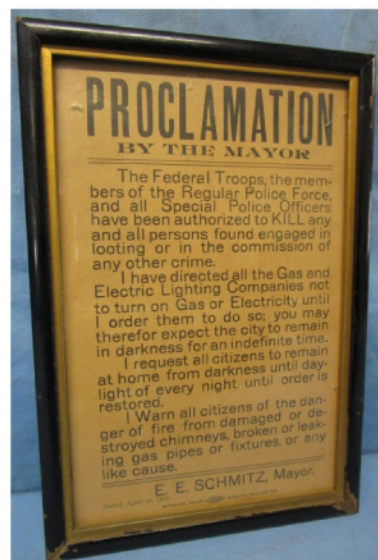 PROCLAMATION
BY THE MAYOR
The Federal Troops, the mem-
bers of the Regular Police Force,
and all Special Police Officers
have been authorized to KILL any
and all persons found engaged in
looting or in the commission of
any other crime.
I have directed all the Gas and
Electric Lighting Companies not
to turn on Gas or Electricity until
I order them to do so; you may
therefor expect the city to remain
in darkness for an indefinite time.
I request all citizens to remain
at home from darkness until day-
light of every night until order is
restored.
I Warn all citizens of the dan-
ger of fire from damaged or de-
stroyed chimneys, broken or leak-
ing gas pipes or fixtures, or any
like cause.
E. E. SCHMITZ, Mayor.
Dated, April